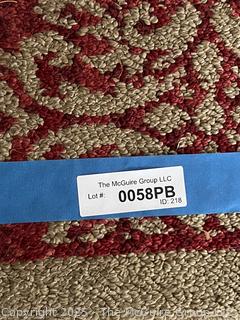 The McGuire Group LLC
Lot #: 0058PB
ID: 218
Copyright 2025 - The McGuire Group LLC